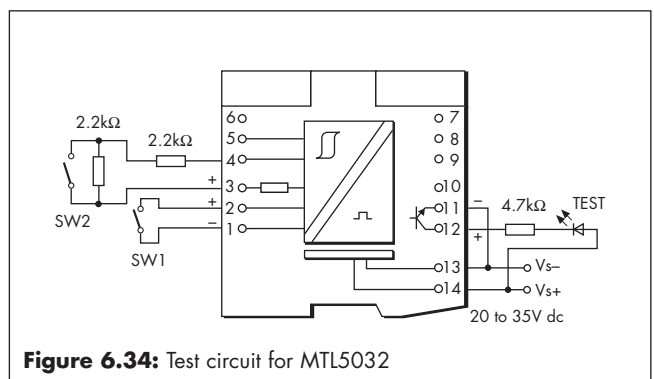 2.2kΩ
2.2kΩ
SW2
+
SW1
+
−
6
5
4
3
2
1
7
8
9
10
11
12
13
14
−
+
4.7kΩ
TEST
Vs−
Vs+
20 to 35V dc
Figure 6.34: Test circuit for MTL5032